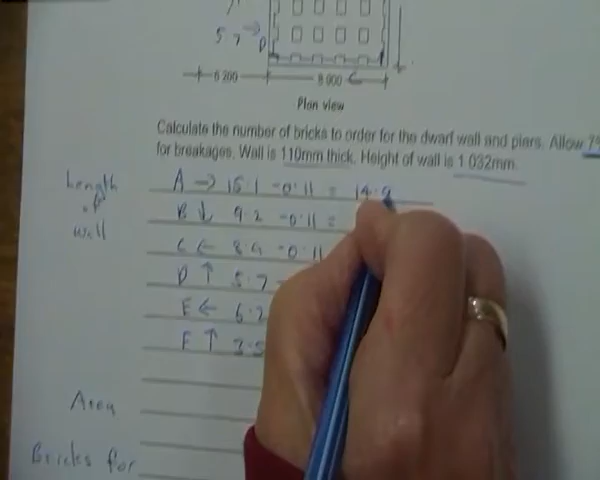 5 7 → D
6 200
8 900
Plan view
Calculate the number of bricks to order for the dwarf wall and piers. Allow 7
for breakages. Wall is 110mm thick. Height of wall is 1 032mm.
Length of wall
A → 15.1 -0.11 = 14.9
B ↓ 9.2 -0.11 =
C ← 8.9 -0.11
D ↑ 5.7 -
E ← 6.2
F ↑ 3.5
Area
Bricks for